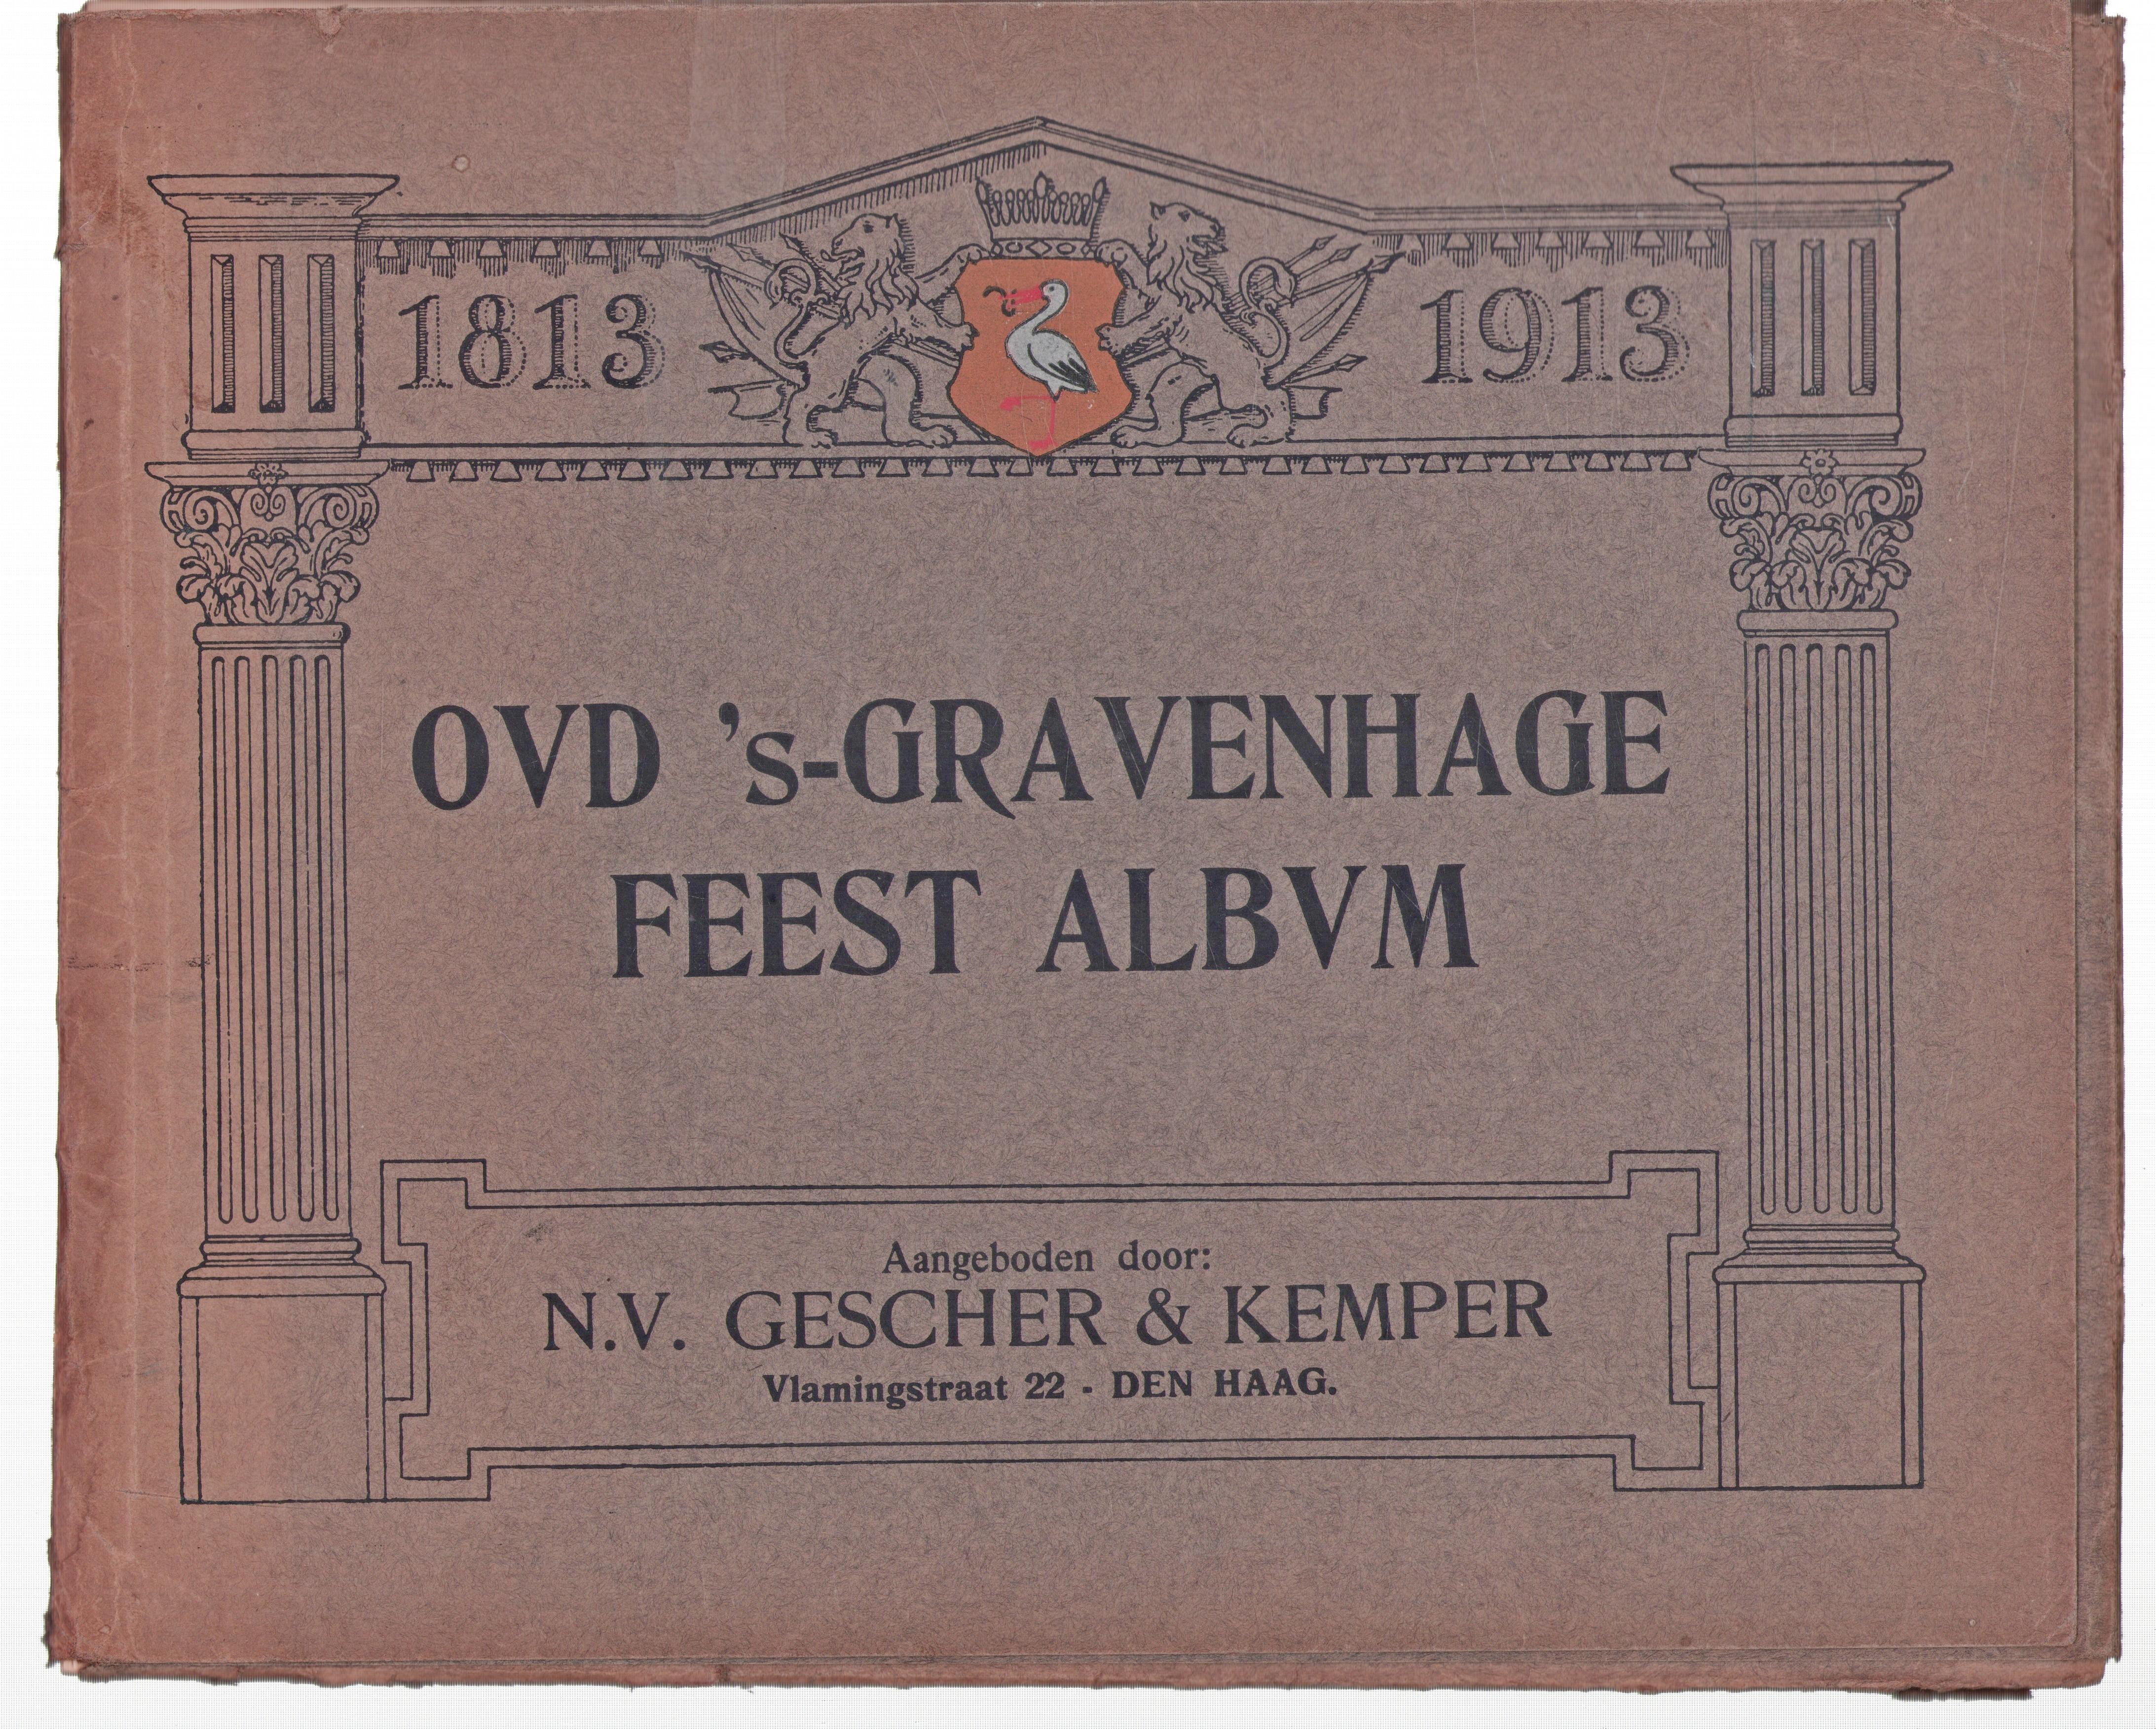 1813 1913
OVD 's-GRAVENHAGE
FEEST ALBVM
Aangeboden door:
N.V. GESCHER & KEMPER
Vlamingstraat 22 - DEN HAAG.